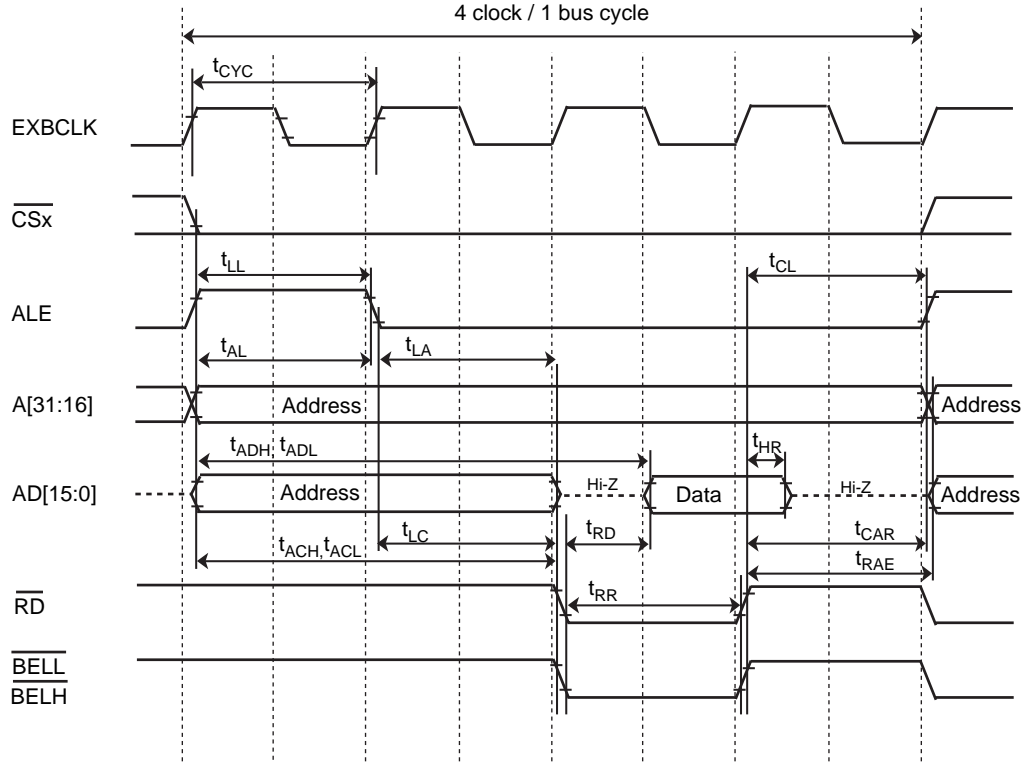 4 clock / 1 bus cycle
tCYC
EXBCLK
CSx
tLL
tCL
ALE
tAL
tLA
A[31:16]
Address
Address
tADH, tADL
tHR
AD[15:0]
Address
Hi-Z
Data
Hi-Z
Address
tLC
tRD
tCAR
tACH,tACL
tRAE
RD
tRR
BELL
BELH